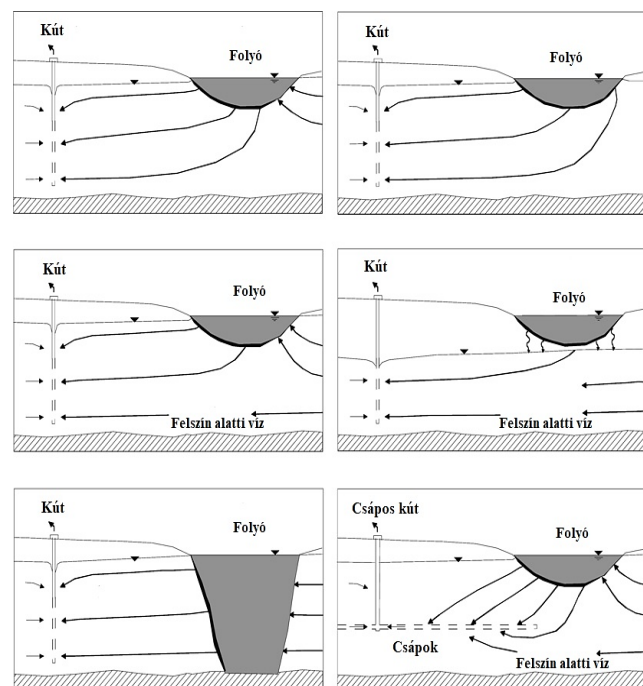 Kút
Folyó
Kút
Folyó
Kút
Folyó
Felszín alatti víz
Kút
Folyó
Felszín alatti víz
Kút
Folyó
Csápos kút
Folyó
Csápok
Felszín alatti víz